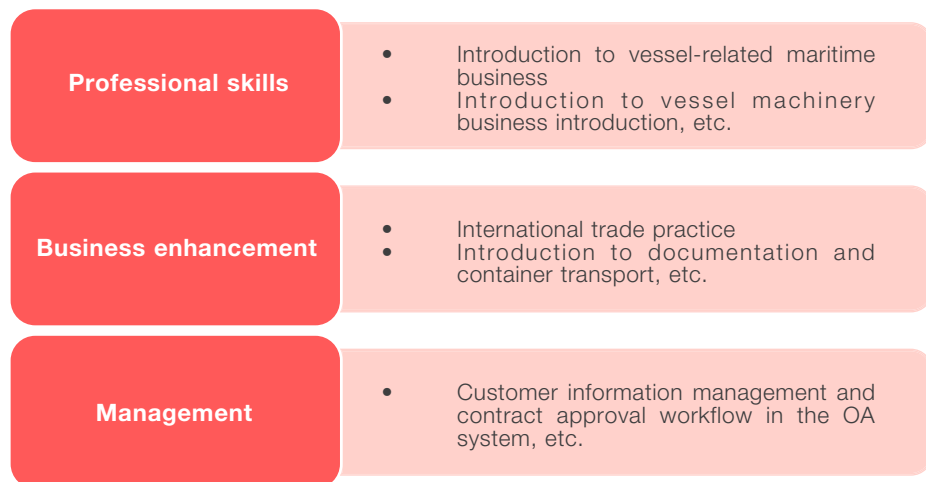 Professional skills
• Introduction to vessel-related maritime
business
• Introduction to vessel machinery
business introduction, etc.
Business enhancement
• International trade practice
• Introduction to documentation and
container transport, etc.
Management
• Customer information management and
contract approval workflow in the OA
system, etc.